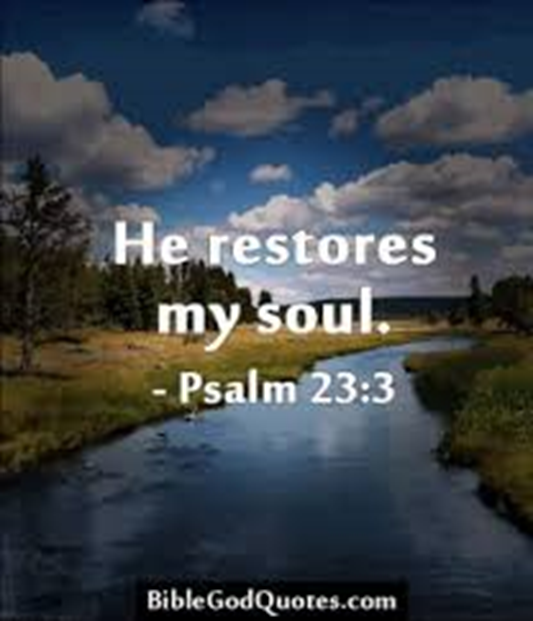 He restores
my soul.
- Psalm 23:3
BibleGodQuotes.com